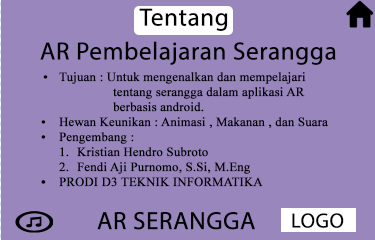 Tentang
AR Pembelajaran Serangga
• Tujuan : Untuk mengenalkan dan mempelajari
tentang serangga dalam aplikasi AR
berbasis android.
• Hewan Keunikan : Animasi , Makanan , dan Suara
• Pengembang :
1. Kristian Hendro Subroto
2. Fendi Aji Purnomo, S.Si, M.Eng
• PRODI D3 TEKNIK INFORMATIKA
AR SERANGGA
LOGO